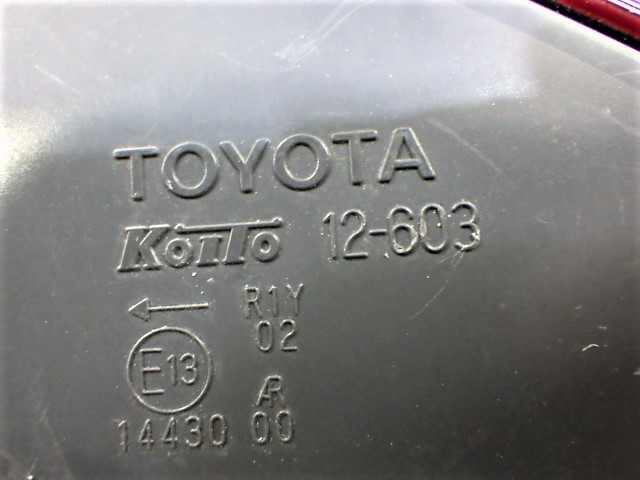 TOYOTA
KOITO 12-603
← R1Y
02
E13 AR
14430 00